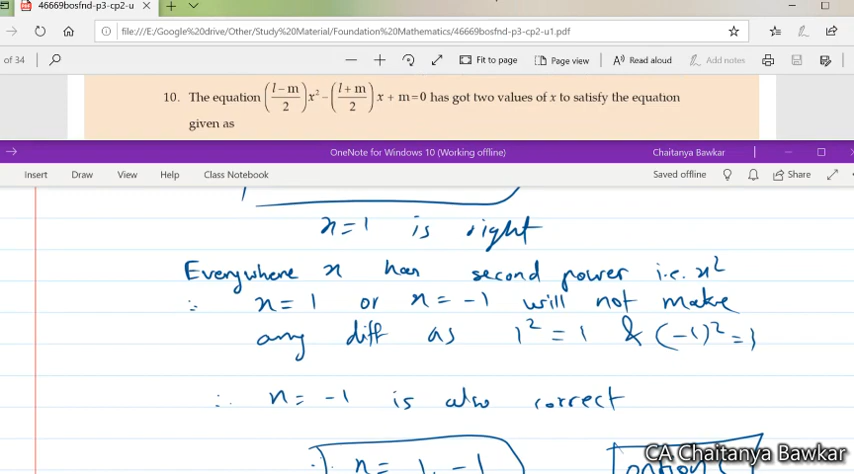 46669bosfnd-p3-cp2-u
file:///E:/Google%20drive/Other/Study%20Material/Foundation%20Mathematics/46669bosfnd-p3-cp2-u1.pdf
of 34
Fit to page
Page view
Read aloud
Add notes
10. The equation (l – m / 2) x² – (l + m / 2) x + m = 0 has got two values of x to satisfy the equation
given as
OneNote for Windows 10 (Working offline)
Chaitanya Bawkar
Insert Draw View Help Class Notebook
Saved offline
Share
x = 1 is right
Everywhere x has second power i.e. x²
∴ x = 1 or x = -1 will not make
any diff as 1² = 1 & (-1)² = 1
∴ x = -1 is also correct
∴ x = 1, -1
option
CA Chaitanya Bawkar